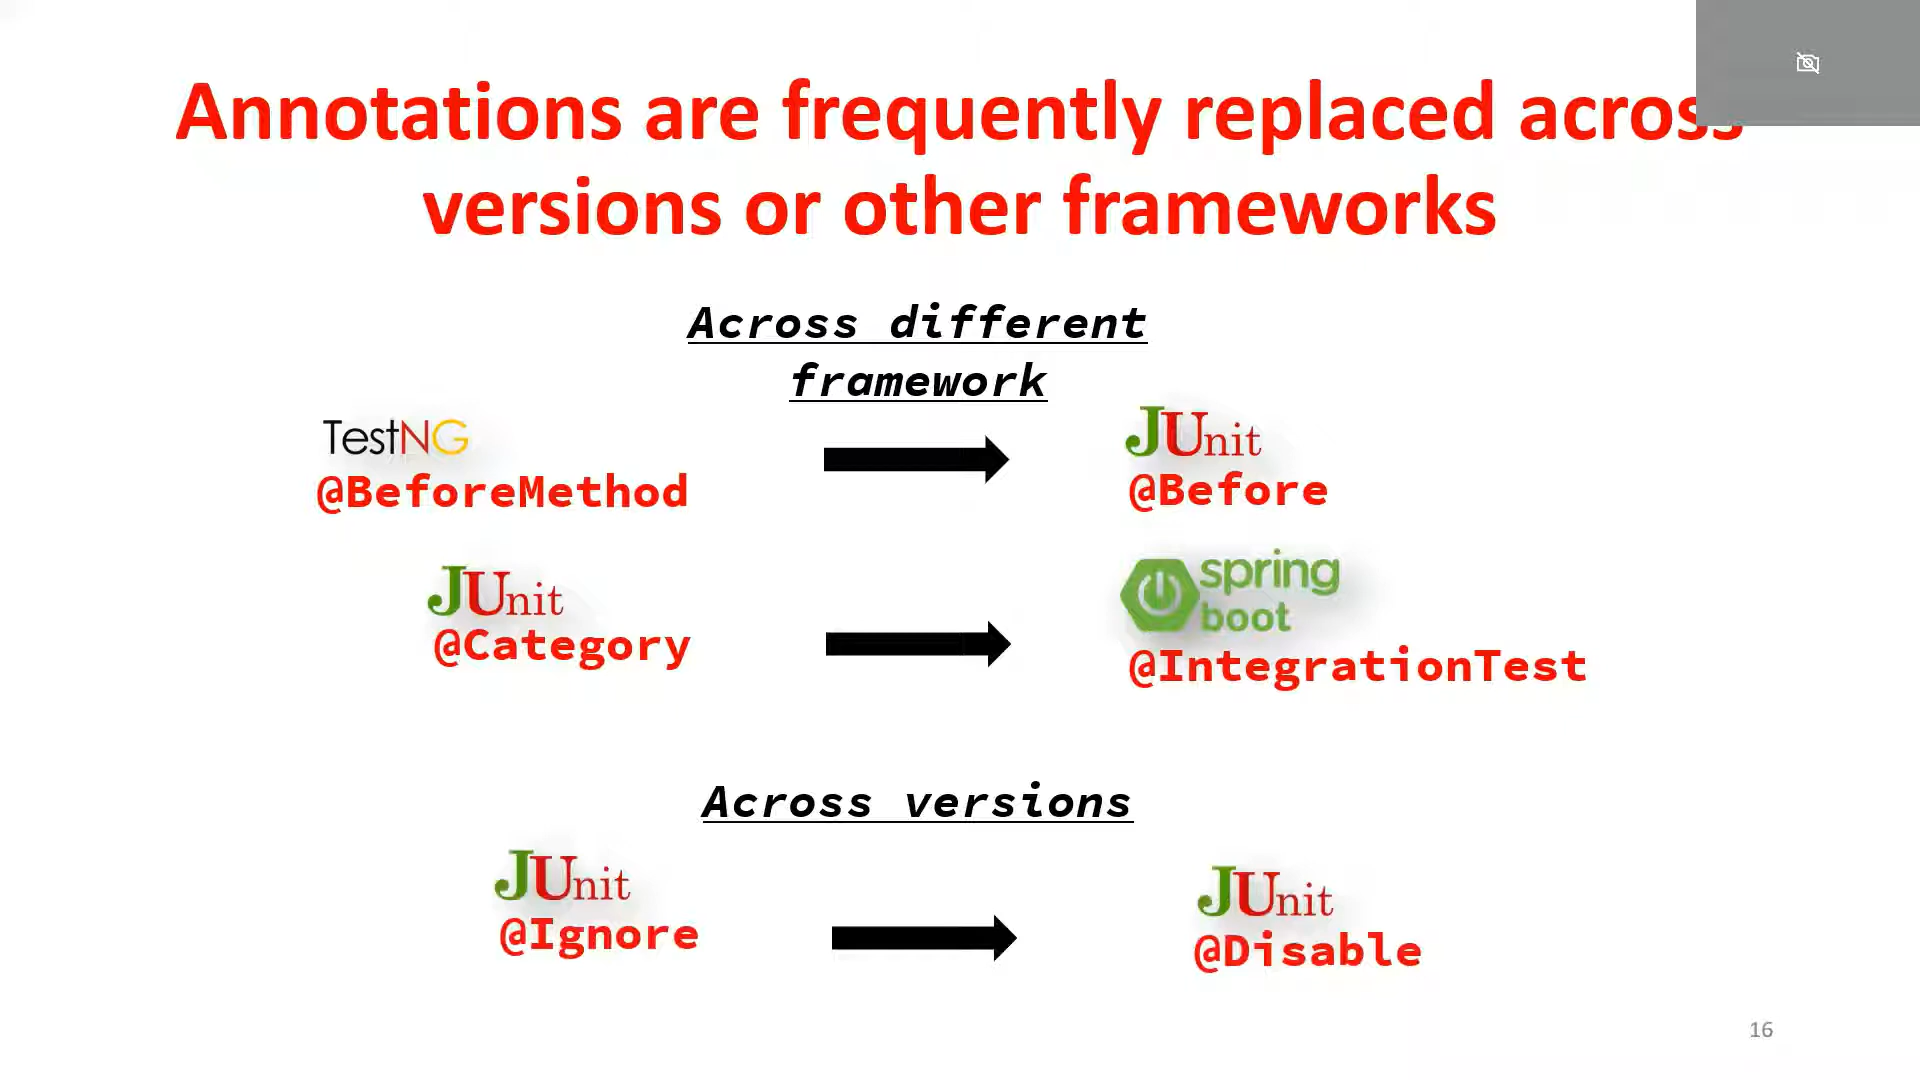 Annotations are frequently replaced across
versions or other frameworks
Across different
framework
TestNG
@BeforeMethod
JUnit
@Before
JUnit
@Category
spring
boot
@IntegrationTest
Across versions
JUnit
@Ignore
JUnit
@Disable
16